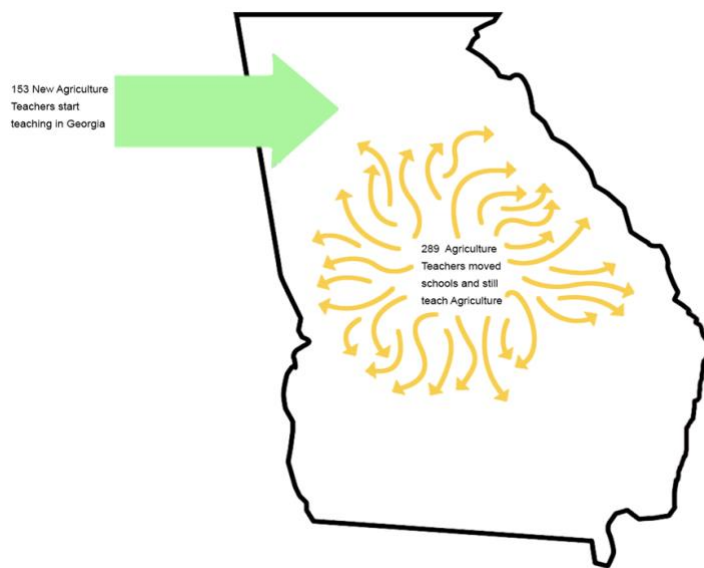 153 New Agriculture
Teachers start
teaching in Georgia
289 Agriculture
Teachers moved
schools and still
teach Agriculture